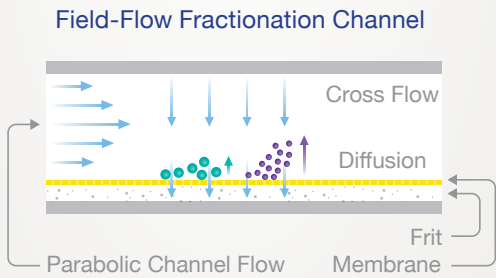 Field-Flow Fractionation Channel
Cross Flow
Diffusion
Frit
Parabolic Channel Flow
Membrane